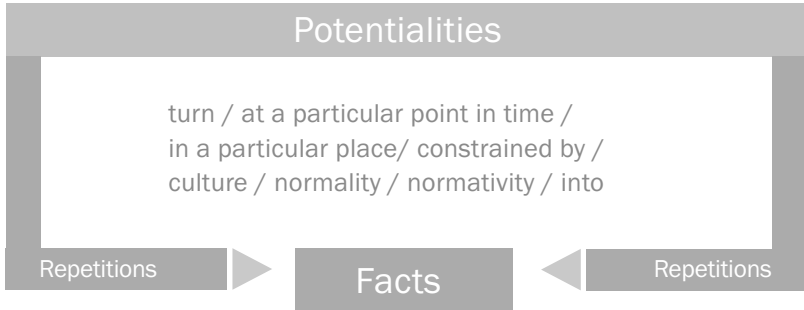 Potentialities
turn / at a particular point in time /
in a particular place/ constrained by /
culture / normality / normativity / into
Repetitions
Facts
Repetitions